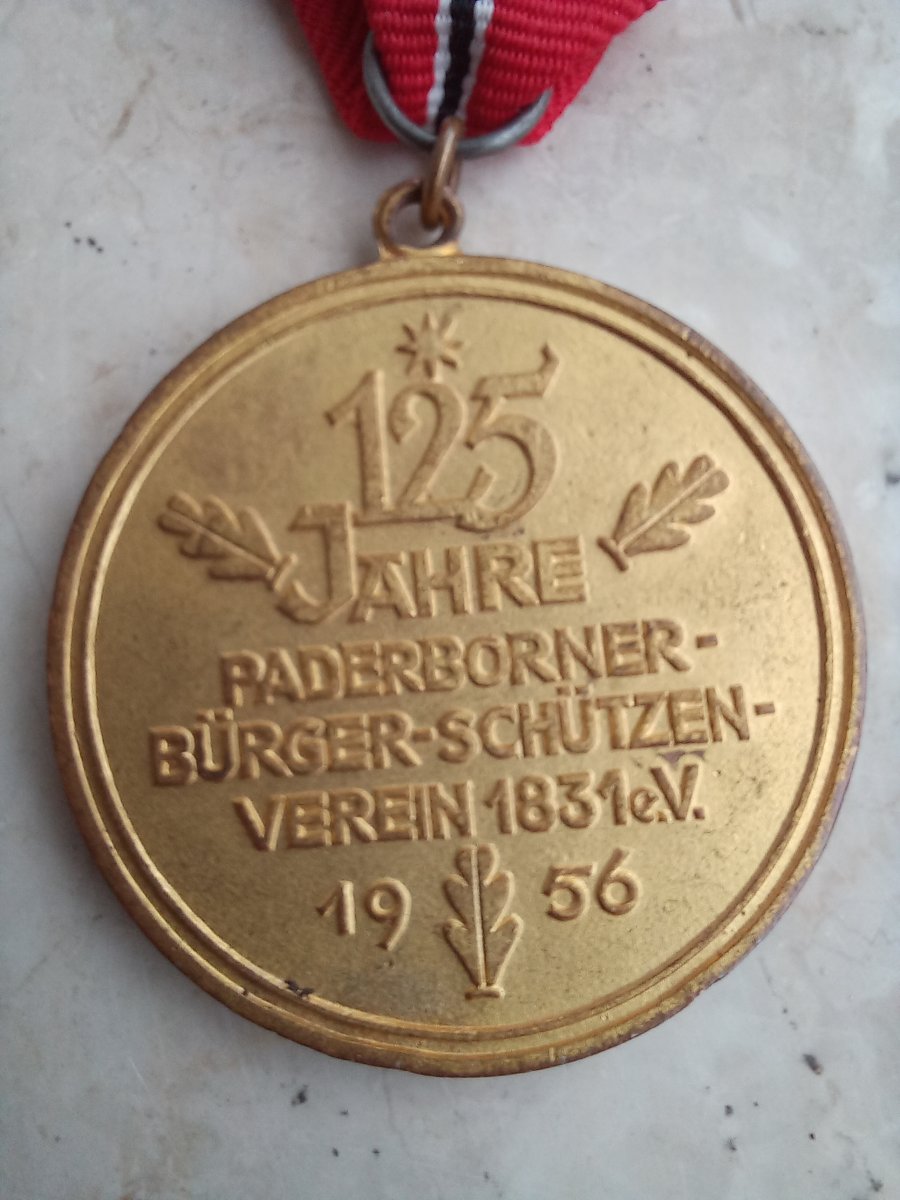 125
JAHRE
PADERBORNER-
BÜRGER-SCHÜTZEN-
VEREIN 1831 e.V.
19 56